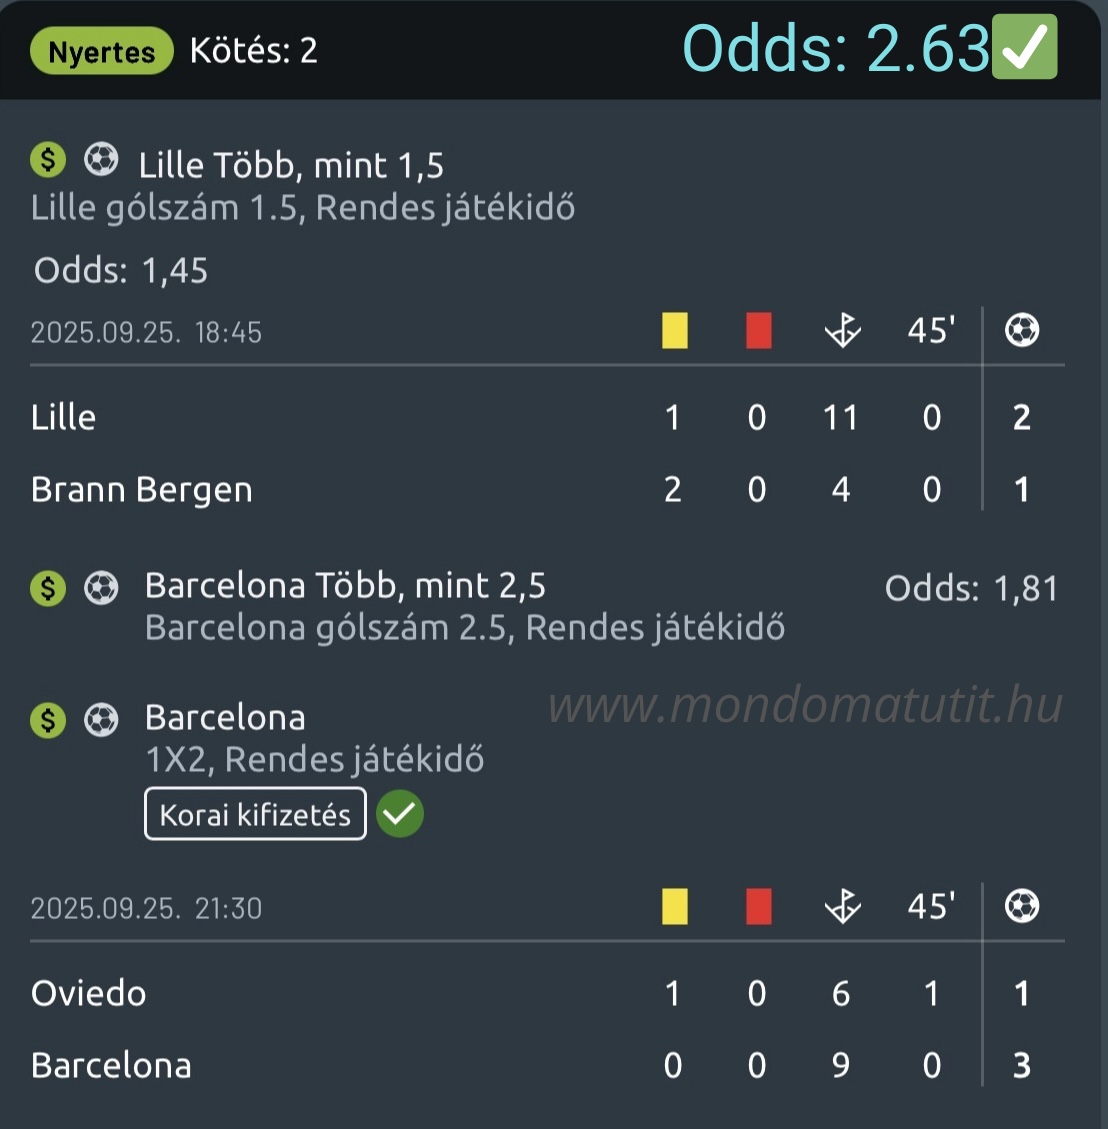 Nyertes Kötés: 2 Odds: 2.63
Lille Több, mint 1,5
Lille gólszám 1.5, Rendes játékidő
Odds: 1,45
2025.09.25. 18:45 45'
Lille 1 0 11 0 2
Brann Bergen 2 0 4 0 1
Barcelona Több, mint 2,5 Odds: 1,81
Barcelona gólszám 2.5, Rendes játékidő
www.mondomatutit.hu
Barcelona
1X2, Rendes játékidő
Korai kifizetés
2025.09.25. 21:30 45'
Oviedo 1 0 6 1 1
Barcelona 0 0 9 0 3